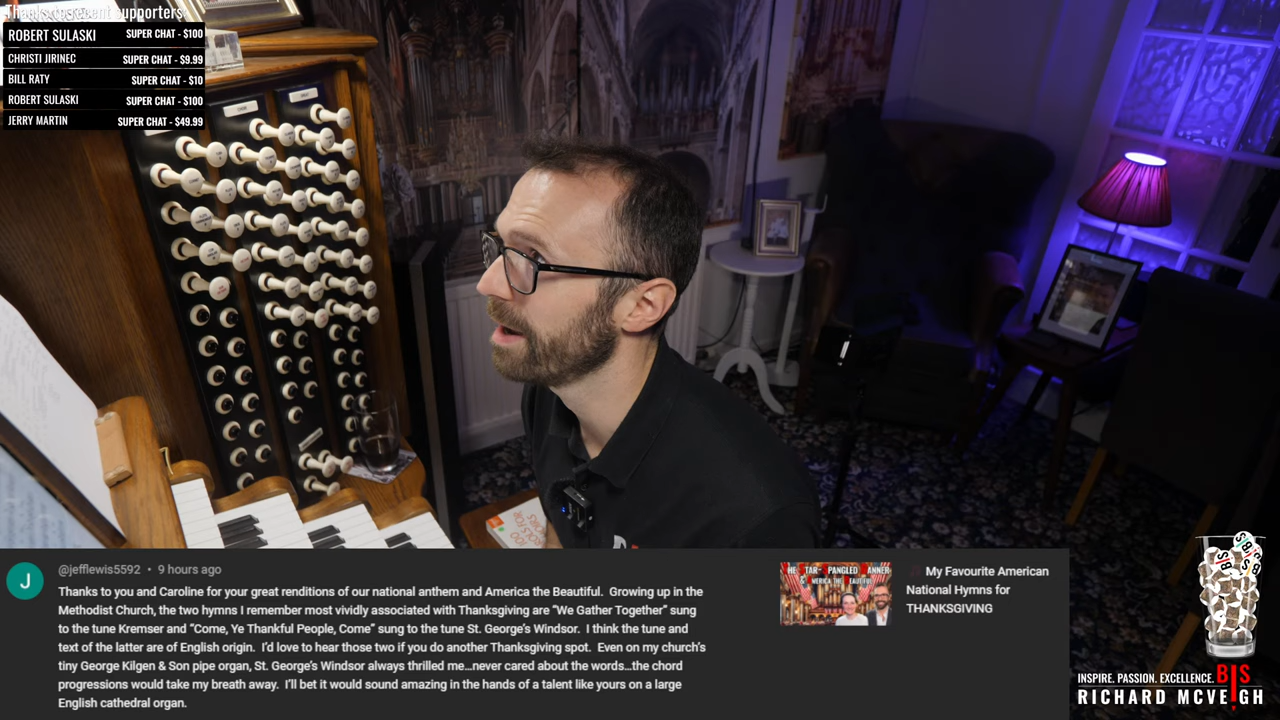 Thanks to recent supporters:
ROBERT SULASKI SUPER CHAT - $100
CHRISTI JIRINEC SUPER CHAT - $9.99
BILL RATY SUPER CHAT - $10
ROBERT SULASKI SUPER CHAT - $100
JERRY MARTIN SUPER CHAT - $49.99
J
@jefflewis5592 • 9 hours ago
Thanks to you and Caroline for your great renditions of our national anthem and America the Beautiful. Growing up in the
Methodist Church, the two hymns I remember most vividly associated with Thanksgiving are “We Gather Together” sung
to the tune Kremser and “Come, Ye Thankful People, Come” sung to the tune St. George’s Windsor. I think the tune and
text of the latter are of English origin. I’d love to hear those two if you do another Thanksgiving spot. Even on my church’s
tiny George Kilgen & Son pipe organ, St. George’s Windsor always thrilled me…never cared about the words…the chord
progressions would take my breath away. I’ll bet it would sound amazing in the hands of a talent like yours on a large
English cathedral organ.
My Favourite American
National Hymns for
THANKSGIVING
INSPIRE. PASSION. EXCELLENCE. BIS
RICHARD MCVEIGH